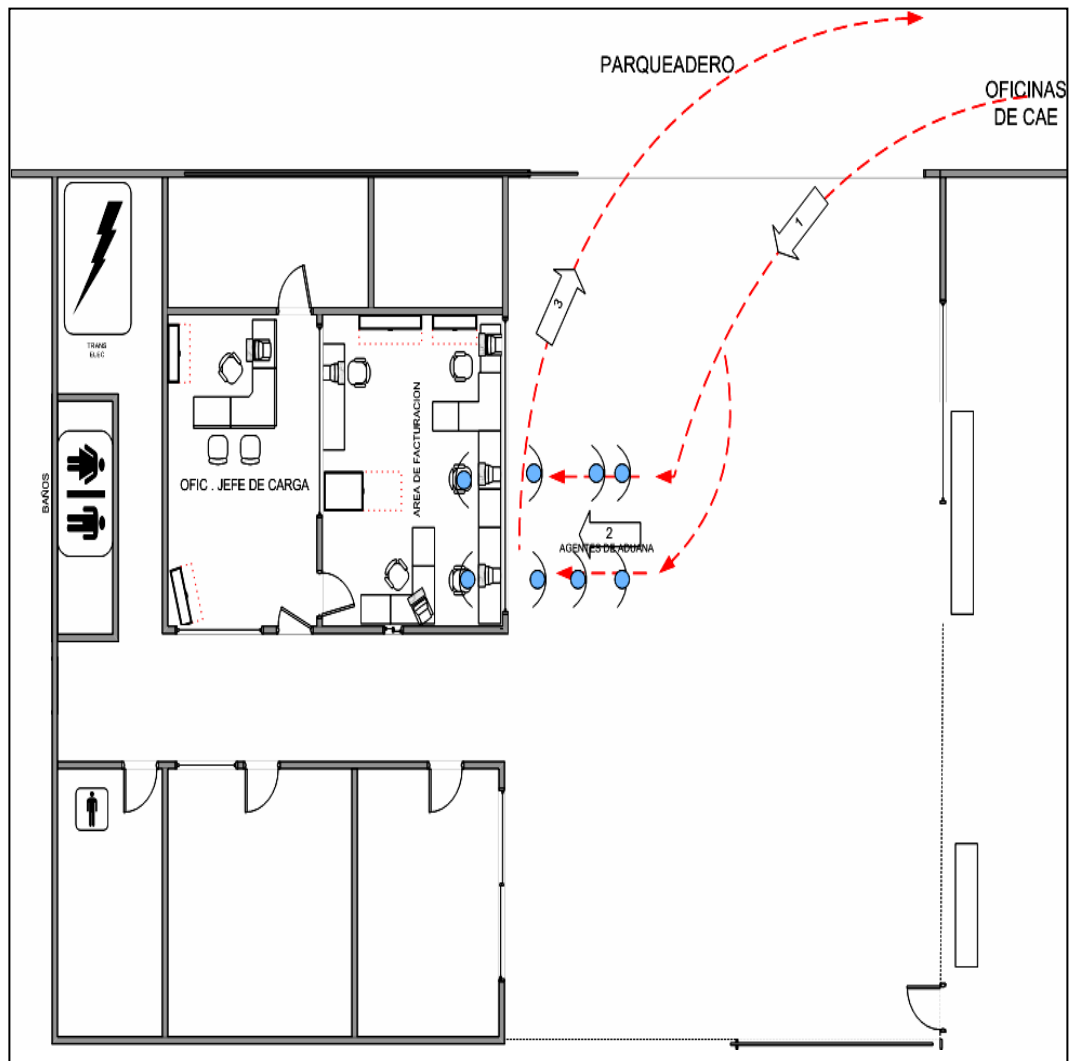 PARQUEADERO
OFICINAS
DE CAE
1
3
TRANS
ELEC
BAÑOS
OFIC . JEFE DE CARGA
AREA DE FACTURACION
2
AGENTES DE ADUANA